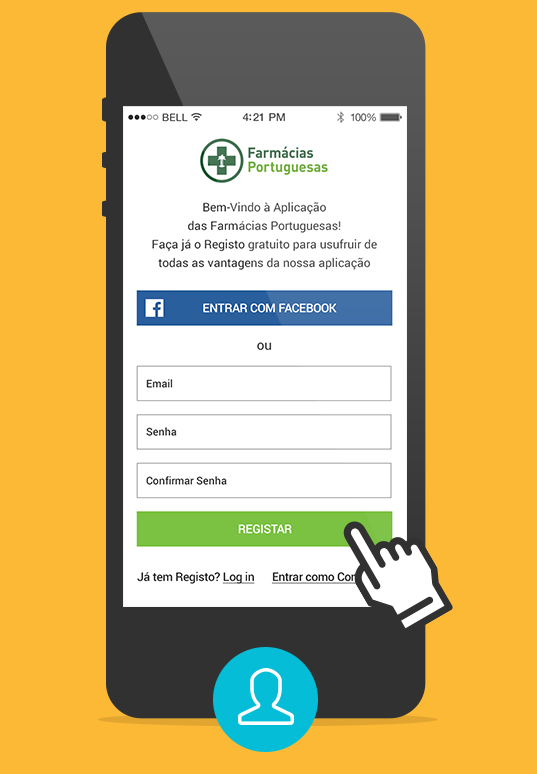 BELL 4:21 PM 100%
Farmácias
Portuguesas
Bem-Vindo à Aplicação
das Farmácias Portuguesas!
Faça já o Registo gratuito para usufruir de
todas as vantagens da nossa aplicação
ENTRAR COM FACEBOOK
ou
Email
Senha
Confirmar Senha
REGISTAR
Já tem Registo? Log in Entrar como